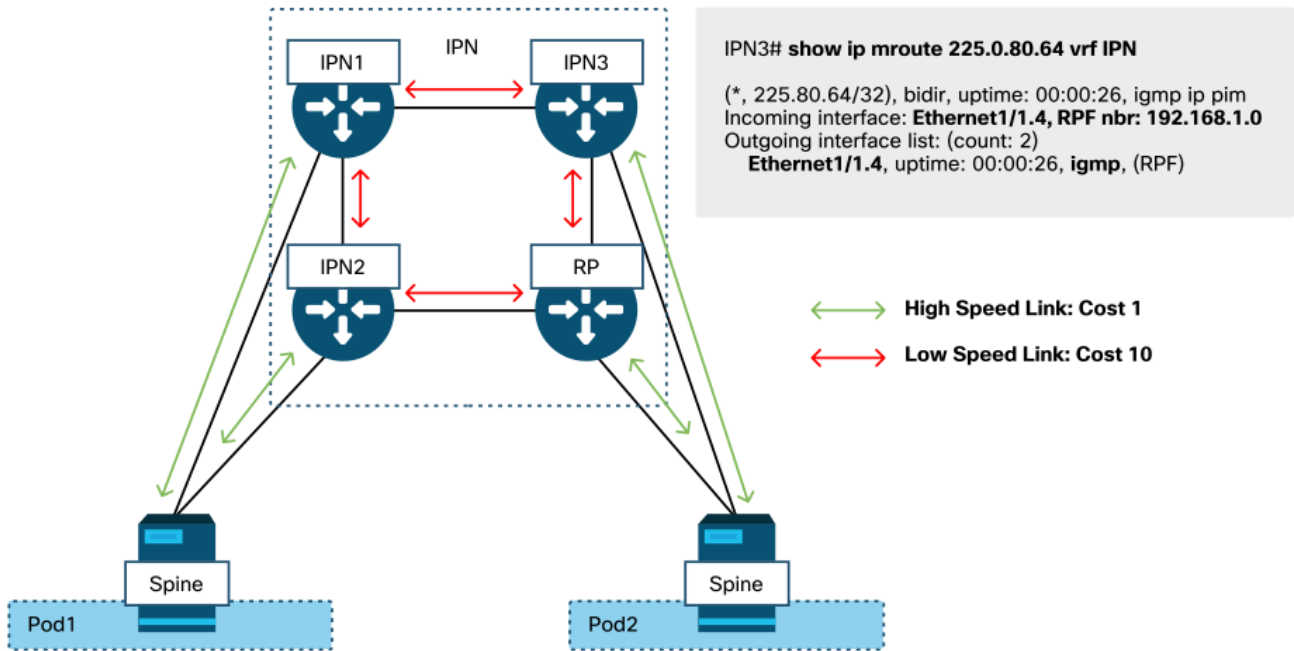 IPN
IPN1
IPN3
IPN2
RP
Spine
Pod1
Spine
Pod2
IPN3# show ip mroute 225.0.80.64 vrf IPN
(*, 225.80.64/32), bidir, uptime: 00:00:26, igmp ip pim
Incoming interface: Ethernet1/1.4, RPF nbr: 192.168.1.0
Outgoing interface list: (count: 2)
Ethernet1/1.4, uptime: 00:00:26, igmp, (RPF)
High Speed Link: Cost 1
Low Speed Link: Cost 10